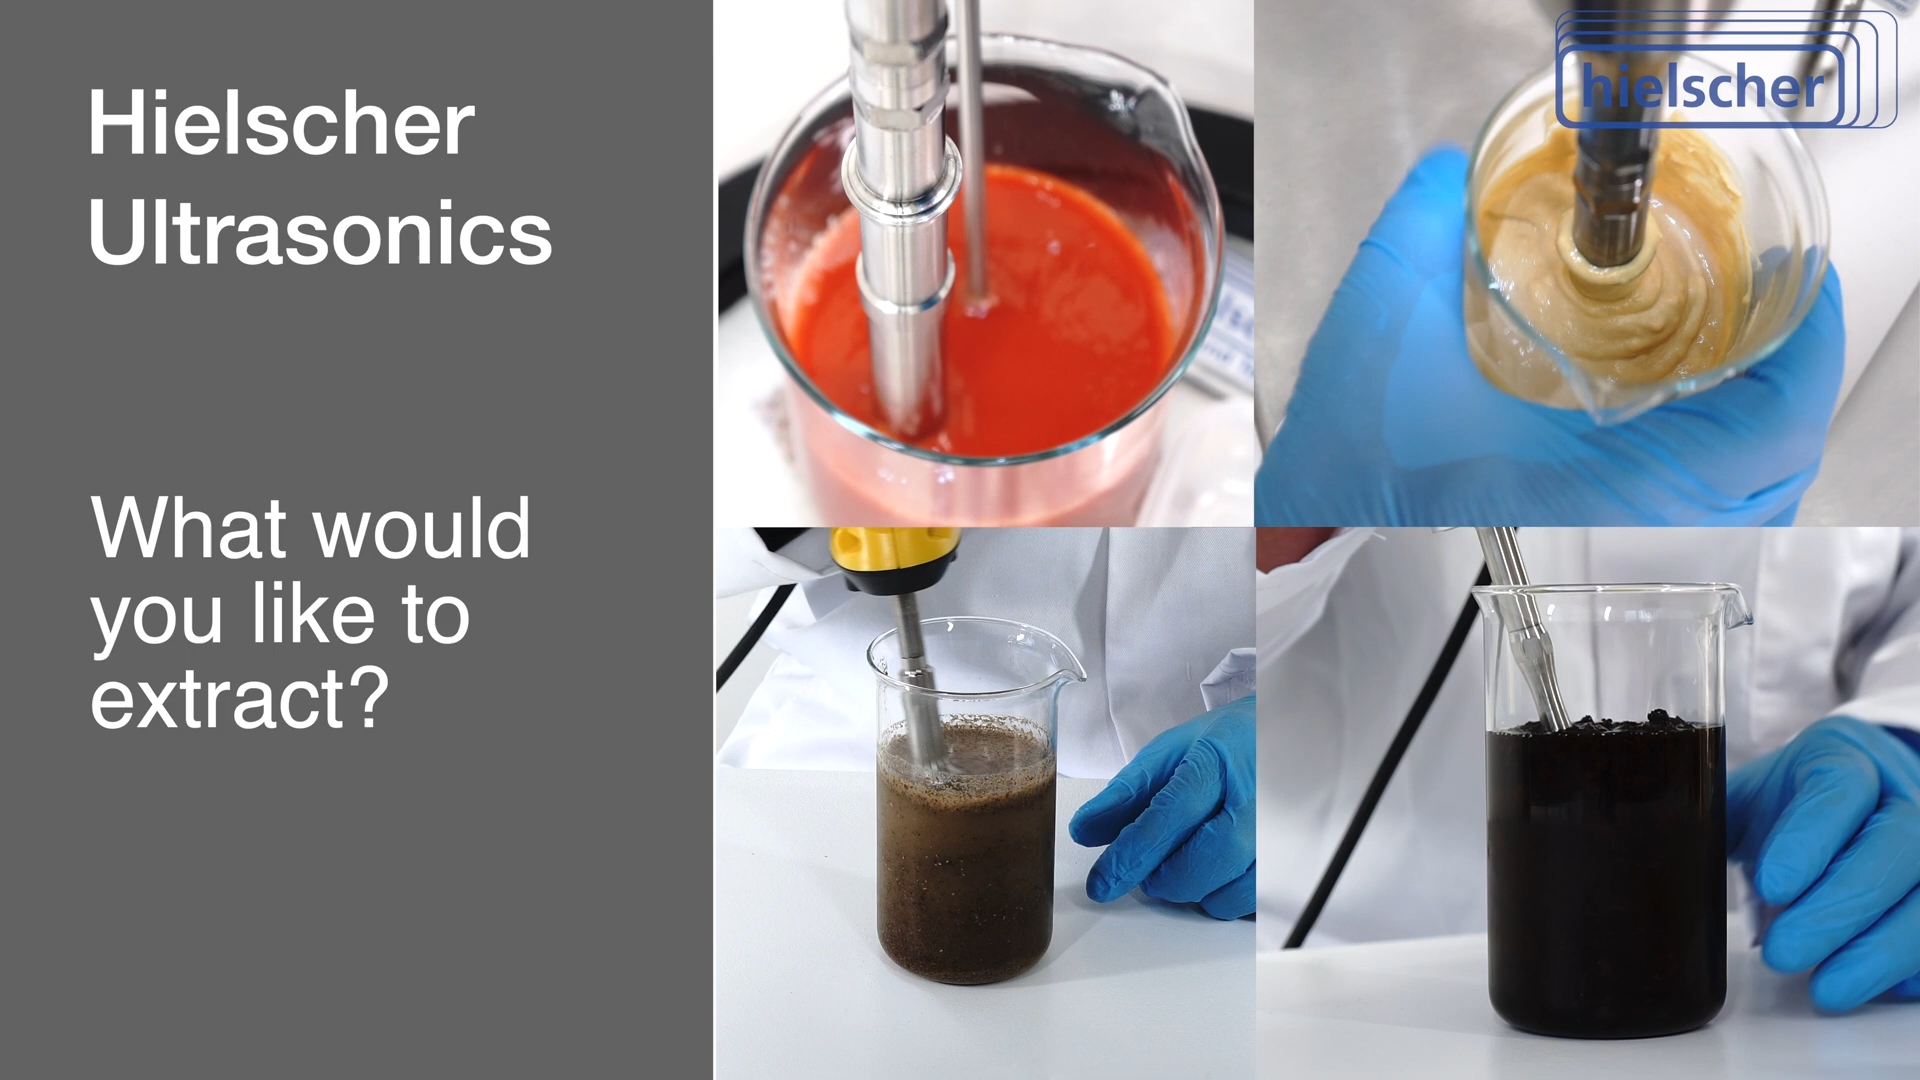 Hielscher
Ultrasonics
What would
you like to
extract?
hielscher